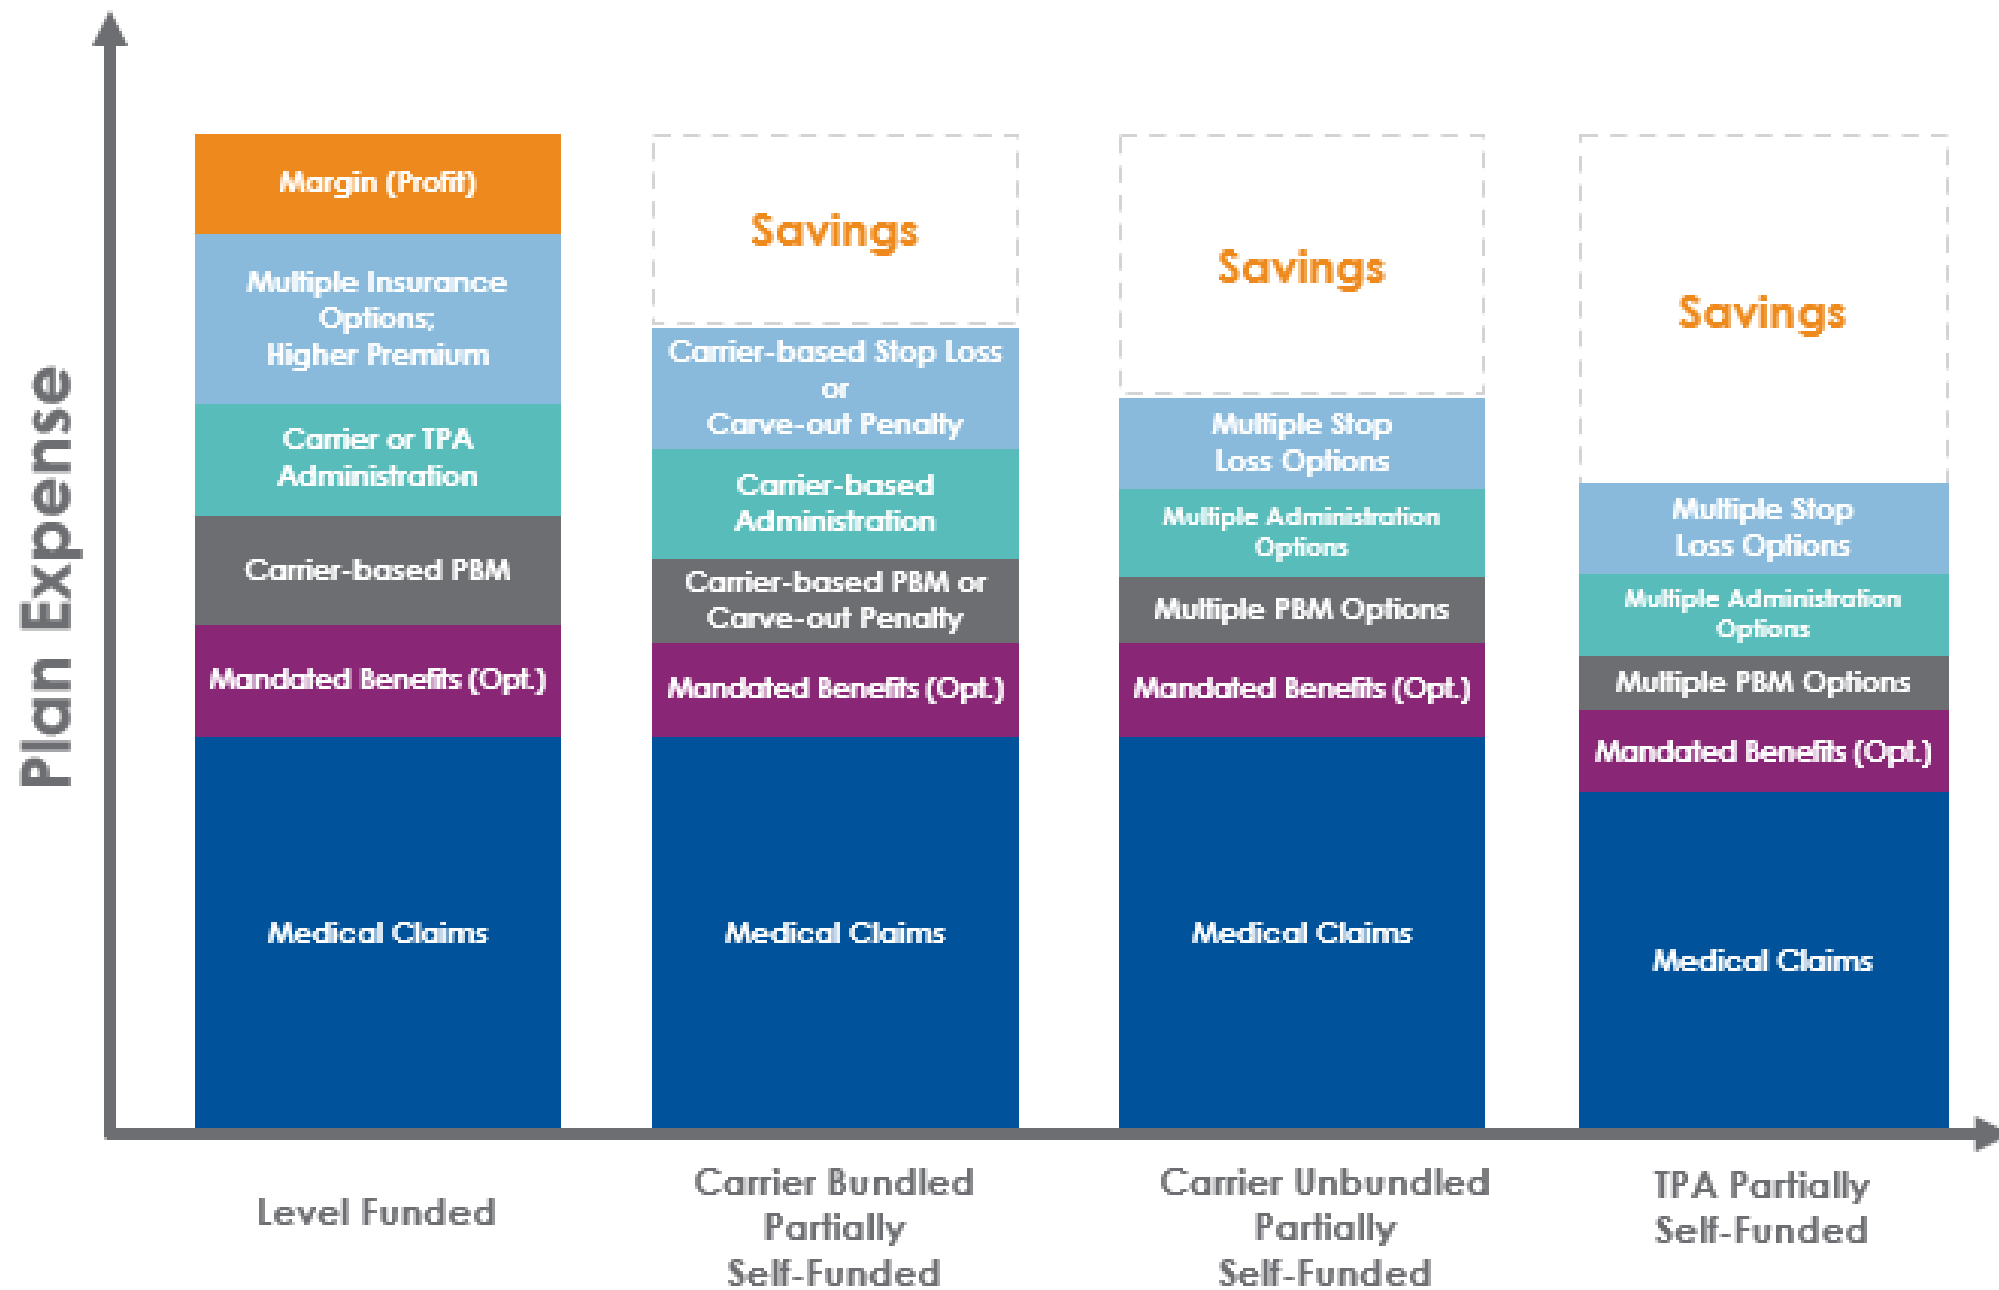 Plan Expense
Margin (Profit)
Multiple Insurance
Options;
Higher Premium
Carrier or TPA
Administration
Carrier-based PBM
Mandated Benefits (Opt.)
Medical Claims
Level Funded
Savings
Carrier-based Stop Loss
or
Carve-out Penalty
Carrier-based
Administration
Carrier-based PBM or
Carve-out Penalty
Mandated Benefits (Opt.)
Medical Claims
Carrier Bundled
Partially
Self-Funded
Savings
Multiple Stop
Loss Options
Multiple Administration
Options
Multiple PBM Options
Mandated Benefits (Opt.)
Medical Claims
Carrier Unbundled
Partially
Self-Funded
Savings
Multiple Stop
Loss Options
Multiple Administration
Options
Multiple PBM Options
Mandated Benefits (Opt.)
Medical Claims
TPA Partially
Self-Funded